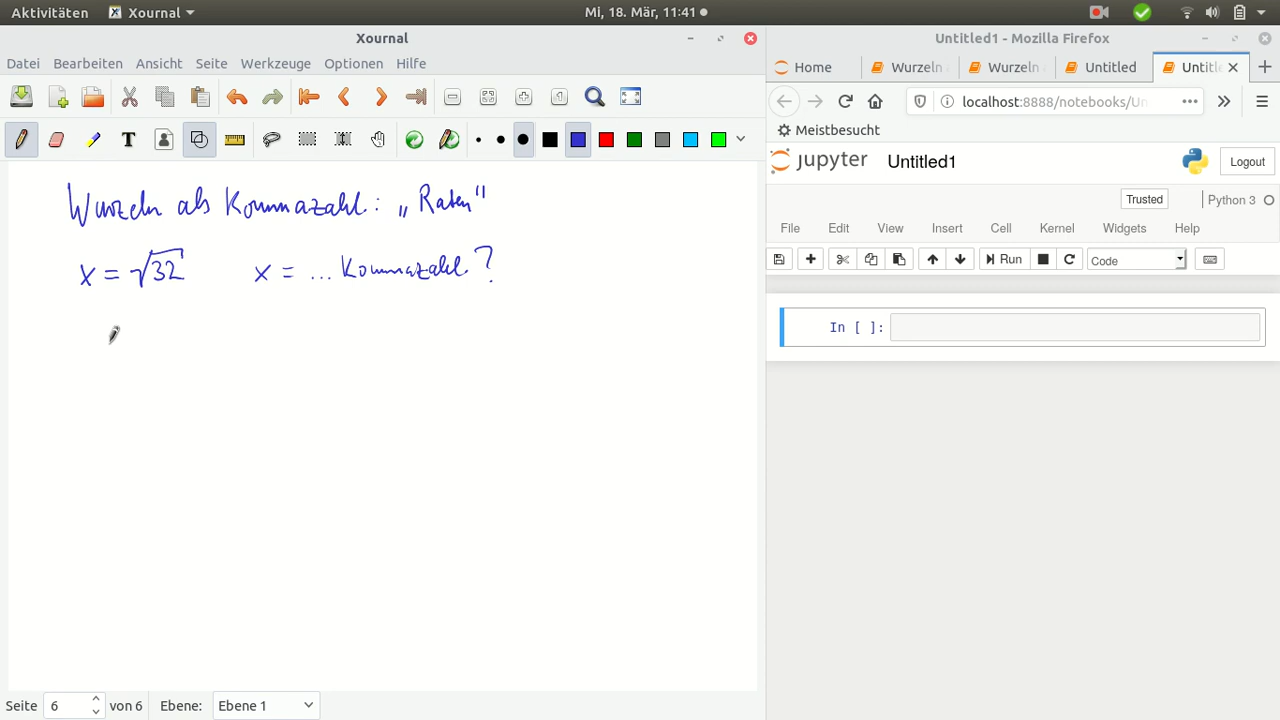 Aktivitäten Xournal Mi, 18. Mär, 11:41
Xournal
Untitled1 - Mozilla Firefox
Datei Bearbeiten Ansicht Seite Werkzeuge Optionen Hilfe
Home Wurzeln Wurzeln Untitled Untitle
localhost:8888/notebooks/Un
Meistbesucht
jupyter Untitled1 Logout
Trusted Python 3
File Edit View Insert Cell Kernel Widgets Help
Run Code
In [ ]:
Wurzeln als Kommazahl: „Raten"
x = √32 x = ... Kommazahl?
Seite 6 von 6 Ebene: Ebene 1